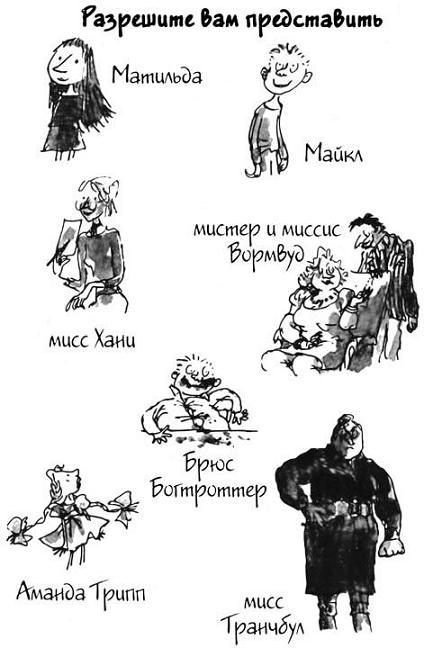 Разрешите вам представить
Матильда
Майкл
мистер и миссис
Вормвуд
мисс Хани
Брюс
Богтроттер
Аманда Трипп
мисс
Транчбул